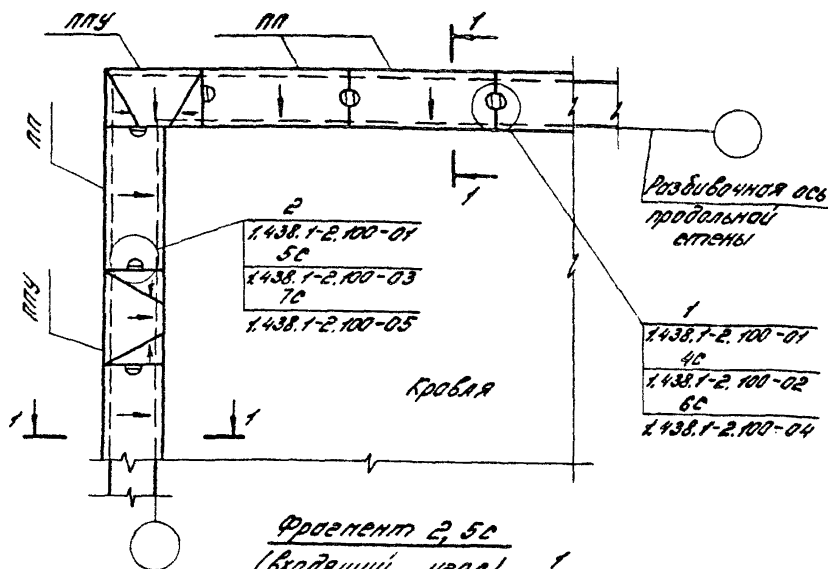 ППУ
ПП
1
ПП
Разбивочная ось
продольной
стены
1
2
1.438.1-2.100-01
5С
1.438.1-2.100-03
7С
1.438.1-2.100-05
ППУ
1
1.438.1-2.100-01
4С
1.438.1-2.100-02
6С
1.438.1-2.100-04
Кровля
1
1
Фрагмент 2, 5С
(входящий угол) 1